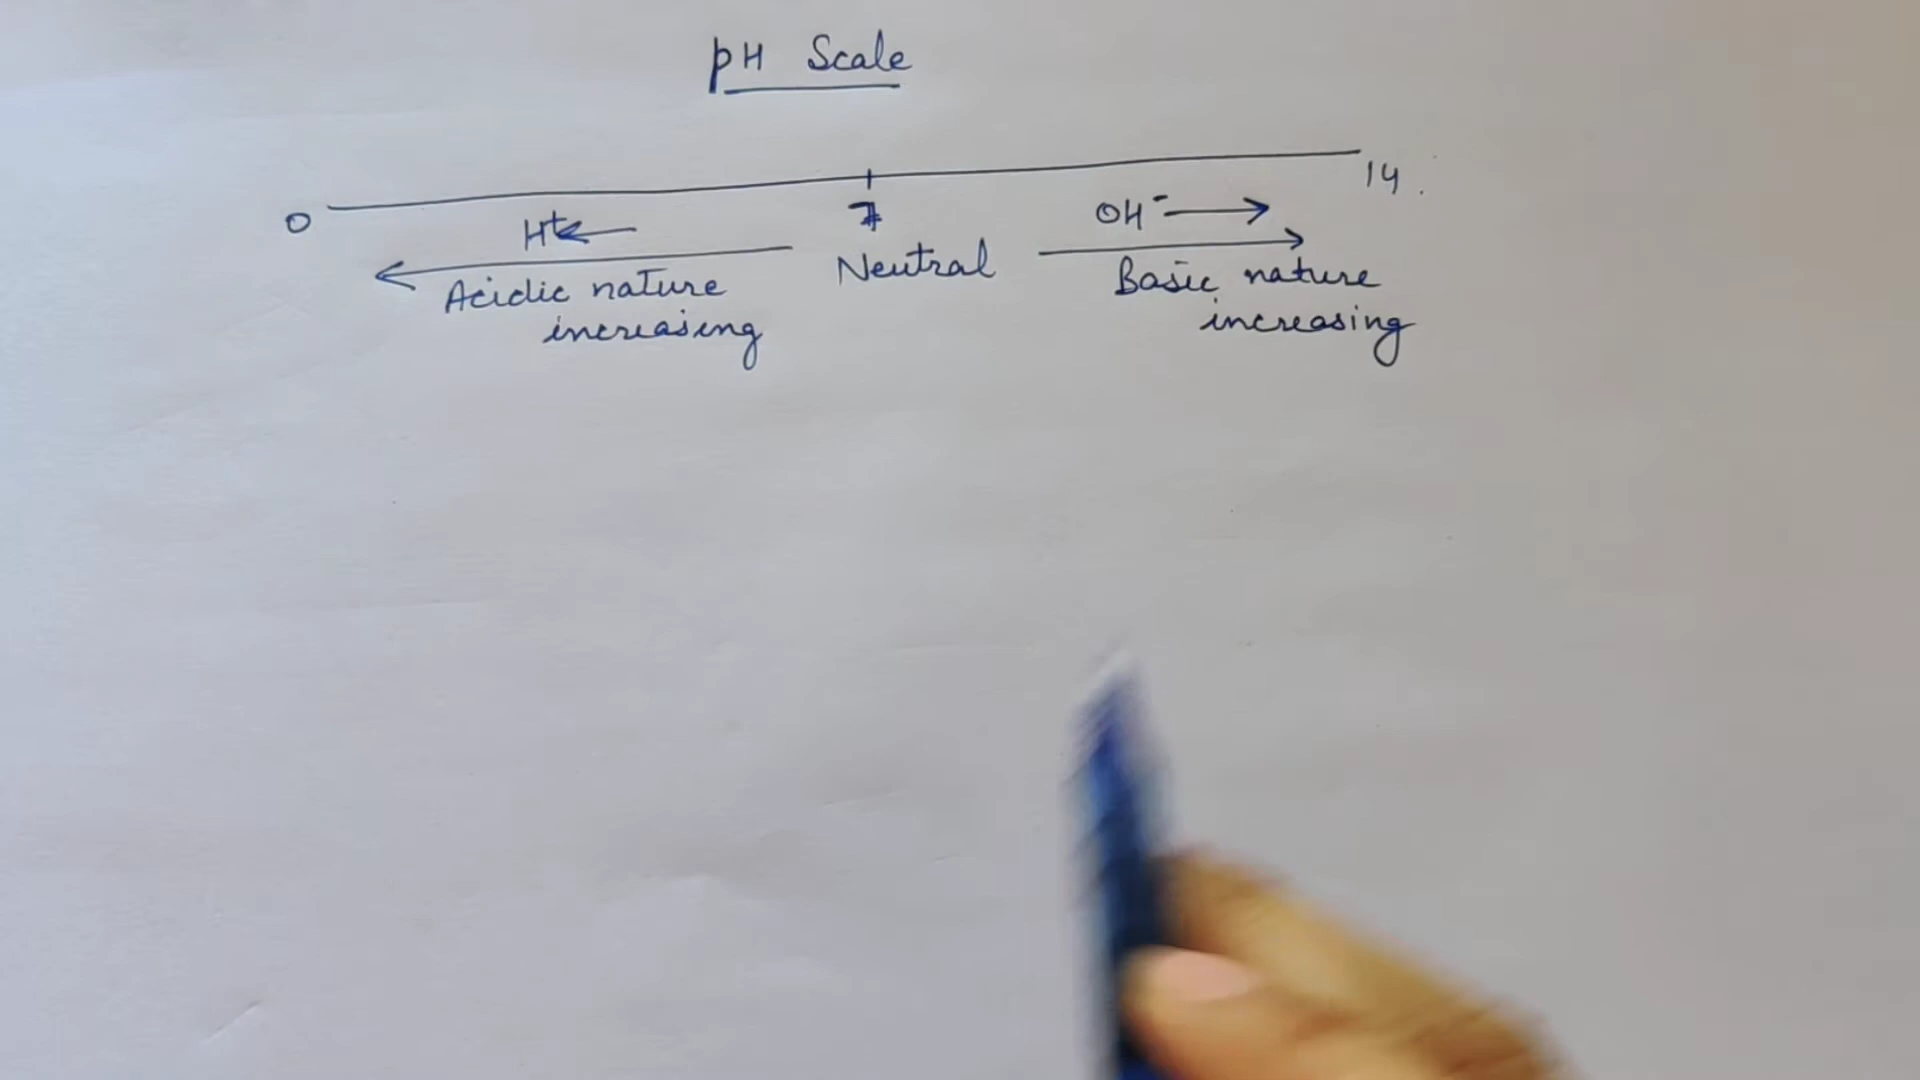 pH Scale
0 7 14.
H+ ← OH- →
Neutral
Acidic nature
increasing
Basic nature
increasing